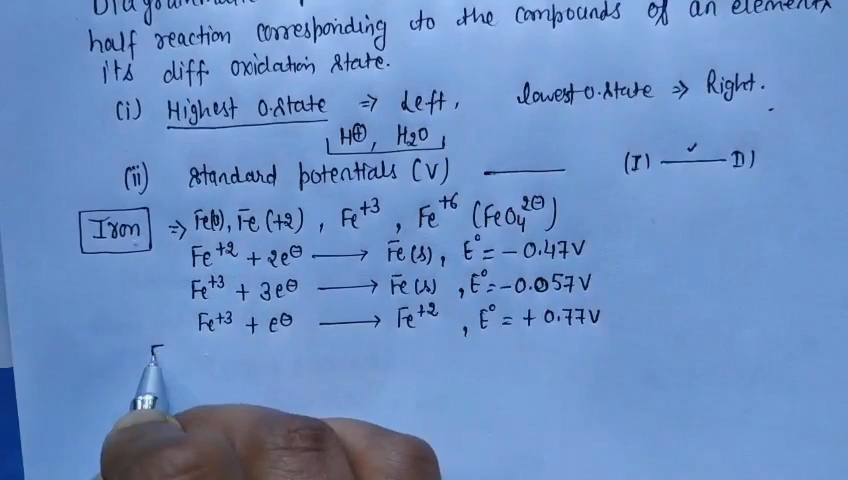 half reaction corresponding to the compounds of an element
its diff. oxidation state.
(i) Highest O.State ⇒ left, lowest O.state ⇒ Right.
H⊕, H₂O
(ii) Standard potentials (V) ——— (I) —✓— II)
Iron ⇒ Fe(0), Fe(+2), Fe⁺³, Fe⁺⁶ (FeO₄²⊖)
Fe⁺² + 2e⊖ ⟶ Fe(s), E° = -0.47V
Fe⁺³ + 3e⊖ ⟶ Fe(s), E° = -0.057V
Fe⁺³ + e⊖ ⟶ Fe⁺², E° = +0.77V